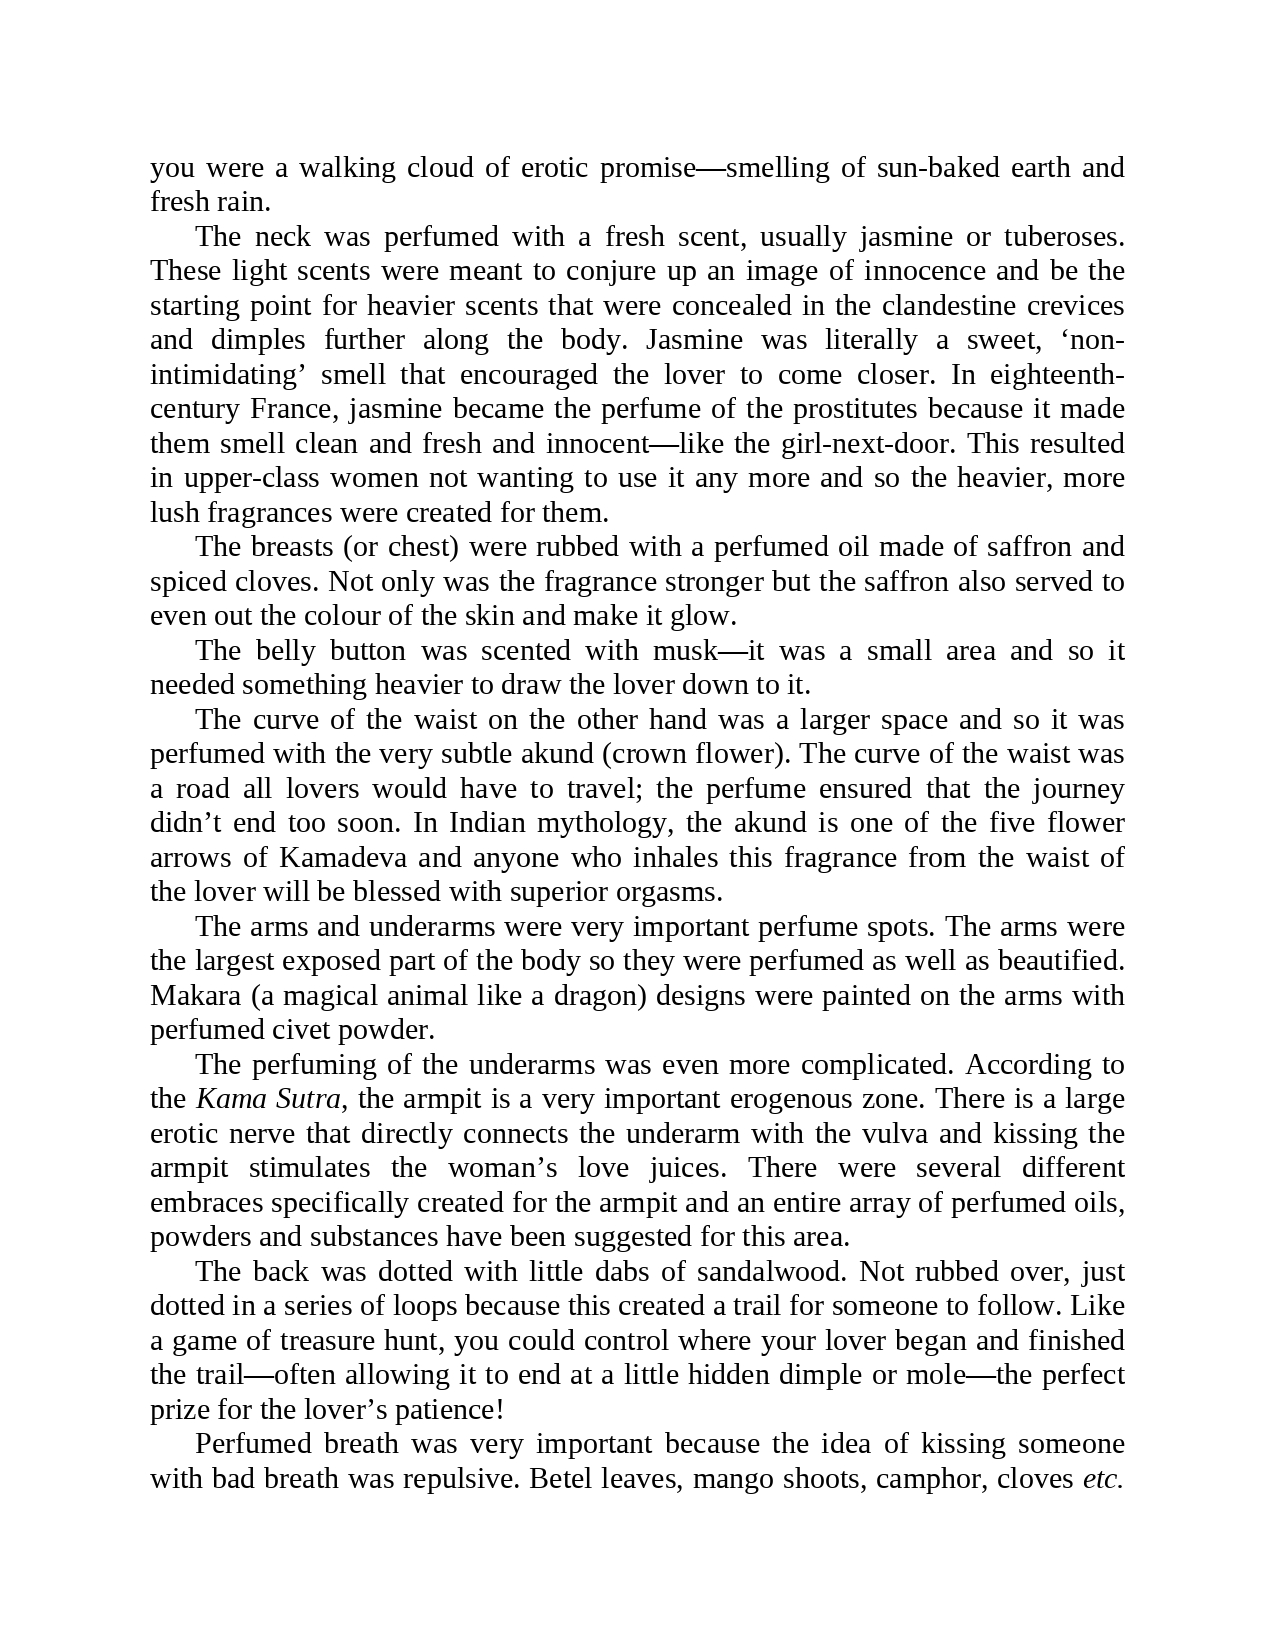 you were a walking cloud of erotic promise—smelling of sun-baked earth and
fresh rain.
The neck was perfumed with a fresh scent, usually jasmine or tuberoses.
These light scents were meant to conjure up an image of innocence and be the
starting point for heavier scents that were concealed in the clandestine crevices
and dimples further along the body. Jasmine was literally a sweet, ‘non-
intimidating’ smell that encouraged the lover to come closer. In eighteenth-
century France, jasmine became the perfume of the prostitutes because it made
them smell clean and fresh and innocent—like the girl-next-door. This resulted
in upper-class women not wanting to use it any more and so the heavier, more
lush fragrances were created for them.
The breasts (or chest) were rubbed with a perfumed oil made of saffron and
spiced cloves. Not only was the fragrance stronger but the saffron also served to
even out the colour of the skin and make it glow.
The belly button was scented with musk—it was a small area and so it
needed something heavier to draw the lover down to it.
The curve of the waist on the other hand was a larger space and so it was
perfumed with the very subtle akund (crown flower). The curve of the waist was
a road all lovers would have to travel; the perfume ensured that the journey
didn’t end too soon. In Indian mythology, the akund is one of the five flower
arrows of Kamadeva and anyone who inhales this fragrance from the waist of
the lover will be blessed with superior orgasms.
The arms and underarms were very important perfume spots. The arms were
the largest exposed part of the body so they were perfumed as well as beautified.
Makara (a magical animal like a dragon) designs were painted on the arms with
perfumed civet powder.
The perfuming of the underarms was even more complicated. According to
the Kama Sutra, the armpit is a very important erogenous zone. There is a large
erotic nerve that directly connects the underarm with the vulva and kissing the
armpit stimulates the woman’s love juices. There were several different
embraces specifically created for the armpit and an entire array of perfumed oils,
powders and substances have been suggested for this area.
The back was dotted with little dabs of sandalwood. Not rubbed over, just
dotted in a series of loops because this created a trail for someone to follow. Like
a game of treasure hunt, you could control where your lover began and finished
the trail—often allowing it to end at a little hidden dimple or mole—the perfect
prize for the lover’s patience!
Perfumed breath was very important because the idea of kissing someone
with bad breath was repulsive. Betel leaves, mango shoots, camphor, cloves etc.